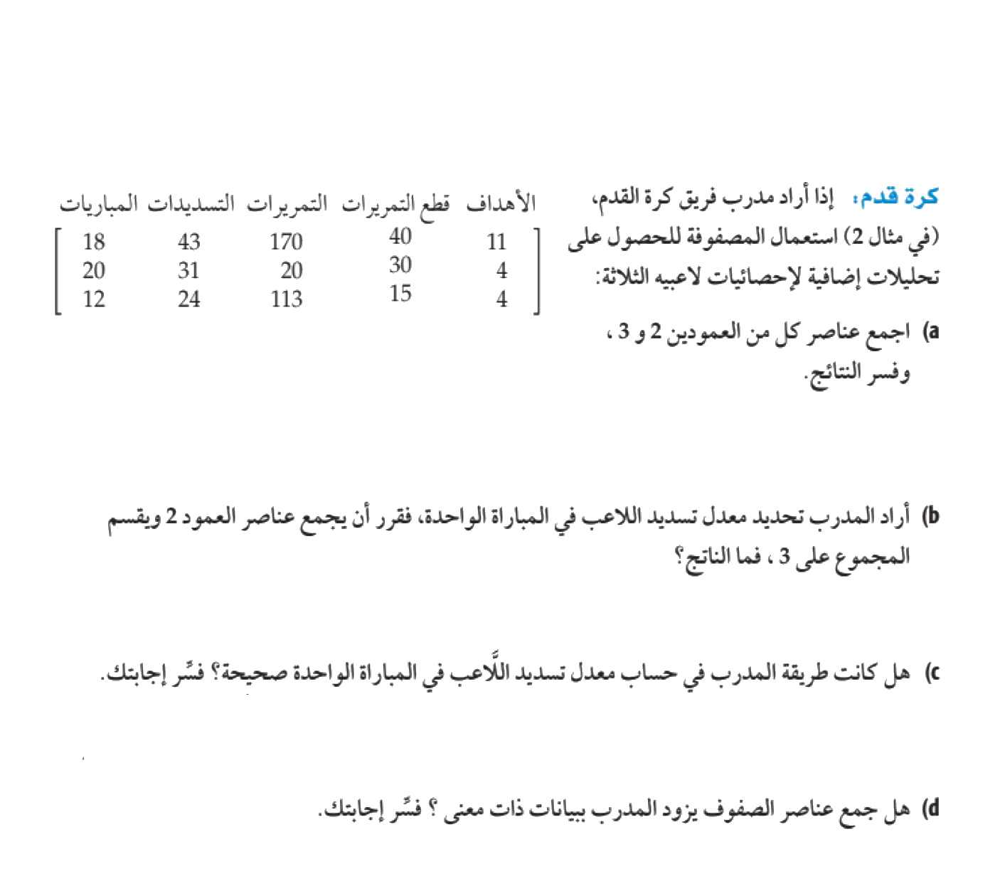 كرة قدم: إذا أراد مدرب فريق كرة القدم،
(في مثال 2) استعمال المصفوفة للحصول على
تحليلات إضافية لإحصائيات لاعبيه الثلاثة:
المباريات التسديدات التمريرات قطع التمريرات الأهداف
18 43 170 40 11
20 31 20 30 4
12 24 113 15 4
a) اجمع عناصر كل من العمودين 2 و 3 ،
وفسر النتائج.
b) أراد المدرب تحديد معدل تسديد اللاعب في المباراة الواحدة، فقرر أن يجمع عناصر العمود 2 ويقسم
المجموع على 3 ، فما الناتج؟
c) هل كانت طريقة المدرب في حساب معدل تسديد اللَّاعب في المباراة الواحدة صحيحة؟ فسَّر إجابتك.
d) هل جمع عناصر الصفوف يزود المدرب ببيانات ذات معنى ؟ فسَّر إجابتك.